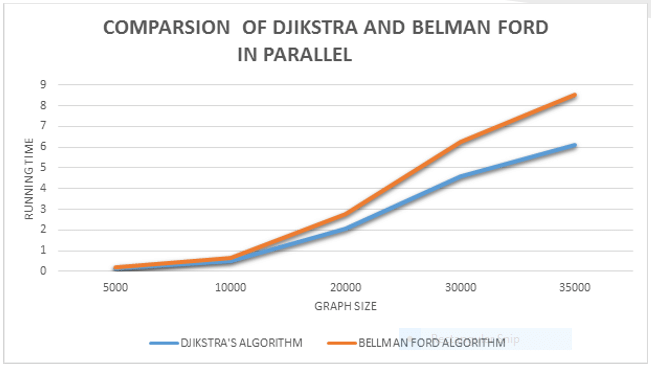 COMPARSION OF DJIKSTRA AND BELMAN FORD
IN PARALLEL
RUNNING TIME
9
8
7
6
5
4
3
2
1
0
5000 10000 20000 30000 35000
GRAPH SIZE
DJIKSTRA'S ALGORITHM BELLMAN FORD ALGORITHM